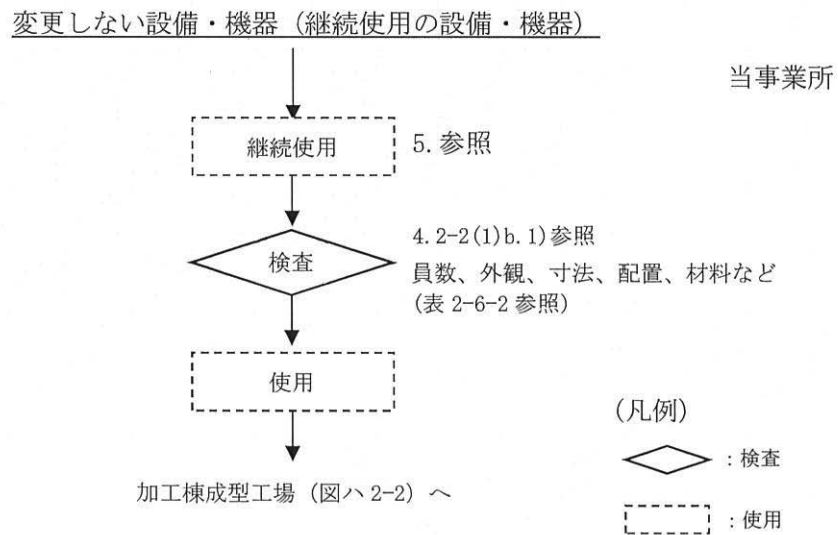 変更しない設備・機器（継続使用の設備・機器）
当事業所
継続使用
5. 参照
検査
4.2-2(1)b.1)参照
員数、外観、寸法、配置、材料など
(表 2-6-2 参照)
使用
加工棟成型工場（図ハ 2-2）へ
(凡例)
：検査
：使用